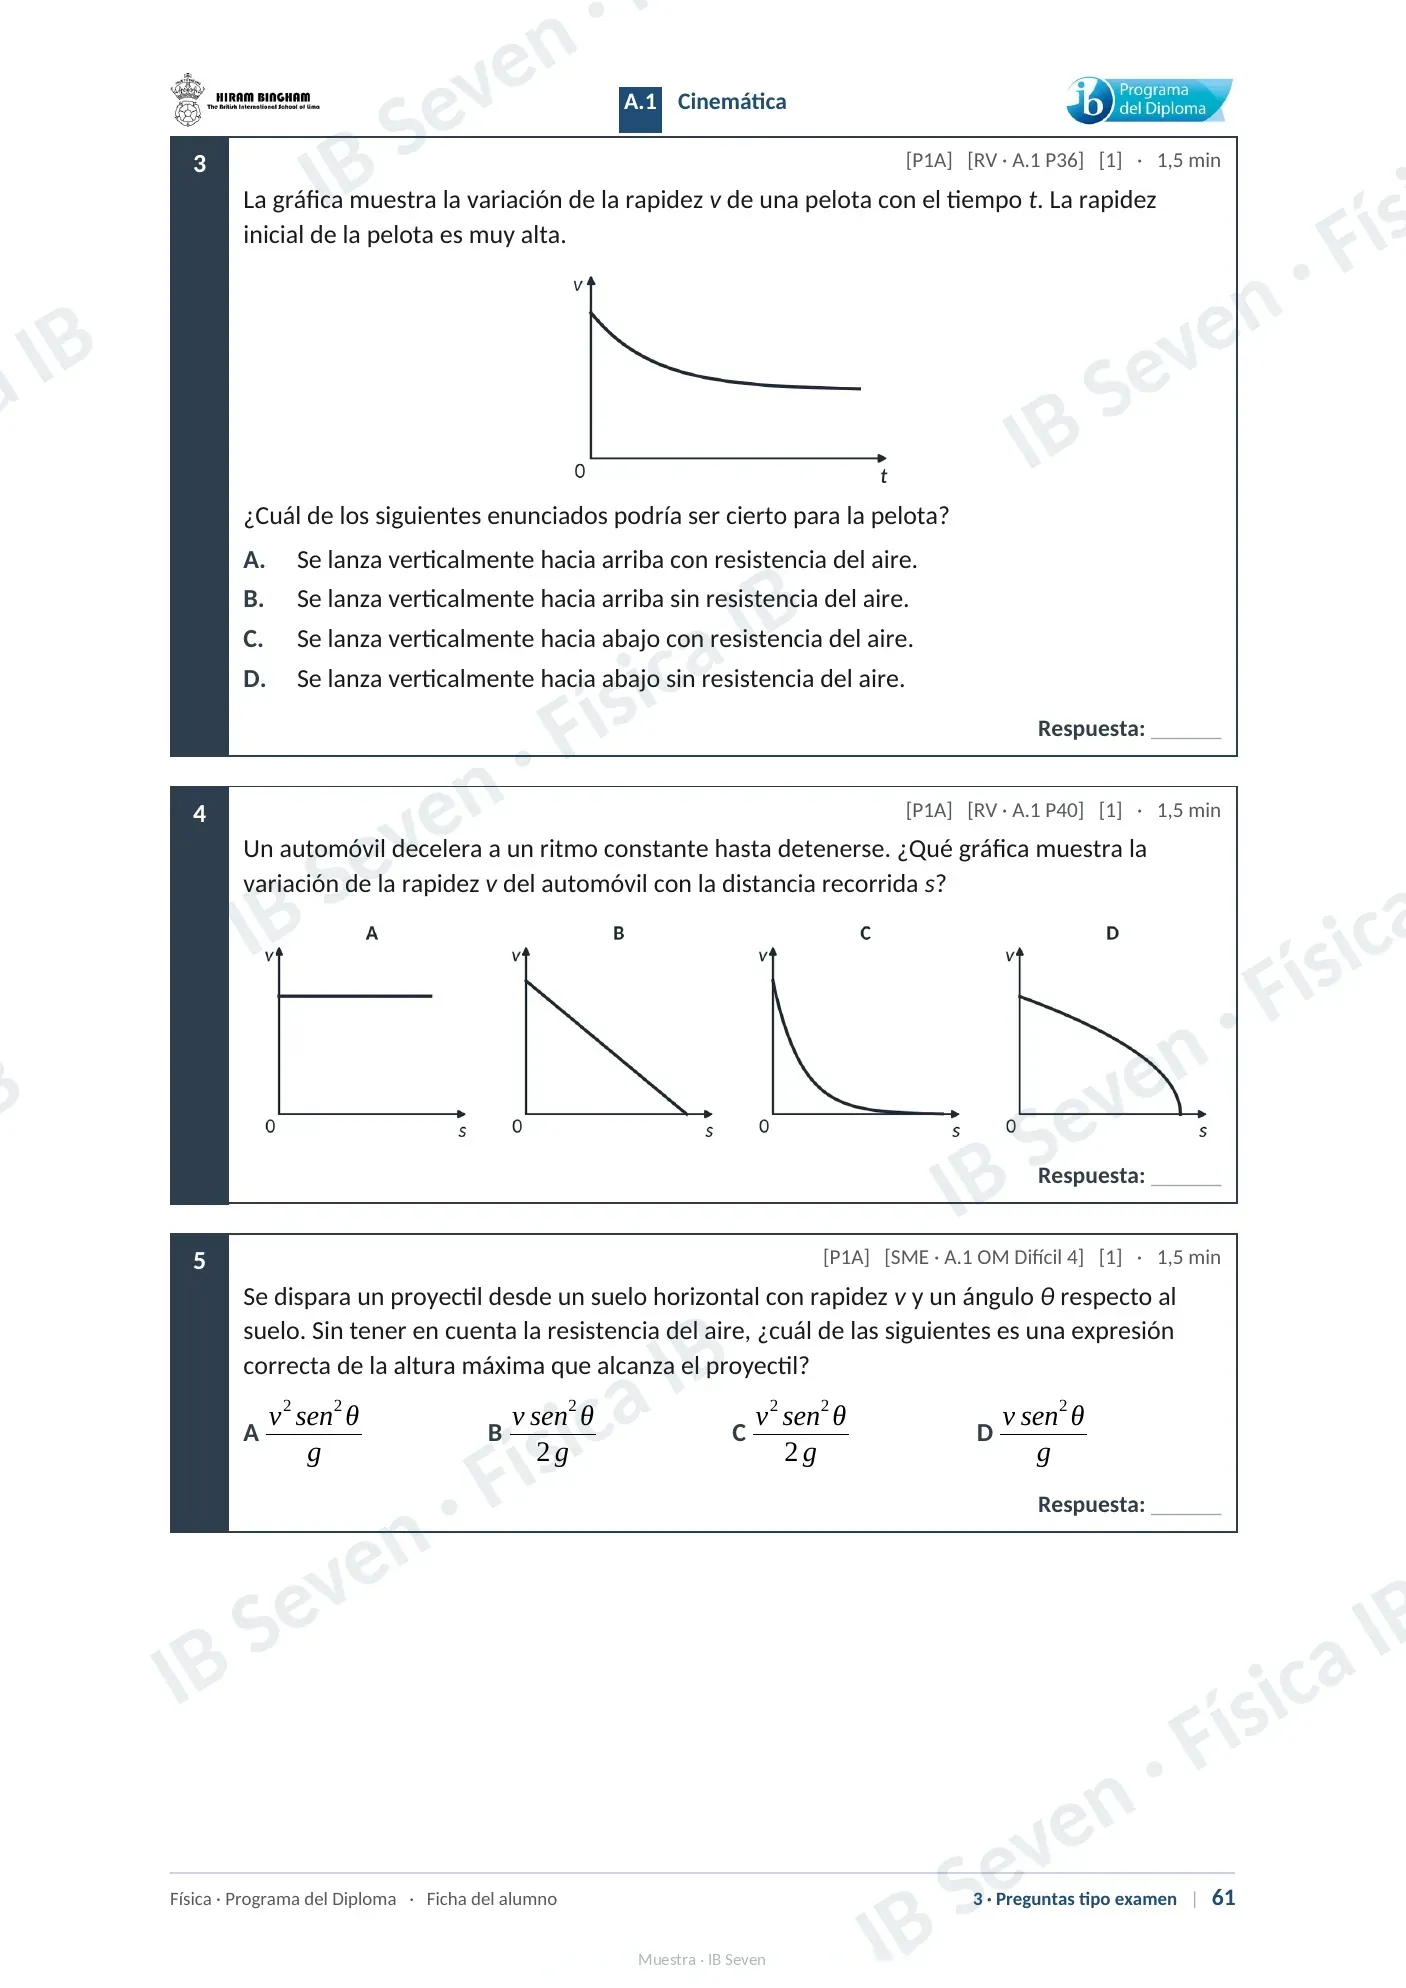 HIRAM BINGHAM
The British International School of Lima
A.1 Cinemática
Programa
del Diploma
3
[P1A] [RV · A.1 P36] [1] · 1,5 min
La gráfica muestra la variación de la rapidez v de una pelota con el tiempo t. La rapidez
inicial de la pelota es muy alta.
v
0
t
¿Cuál de los siguientes enunciados podría ser cierto para la pelota?
A. Se lanza verticalmente hacia arriba con resistencia del aire.
B. Se lanza verticalmente hacia arriba sin resistencia del aire.
C. Se lanza verticalmente hacia abajo con resistencia del aire.
D. Se lanza verticalmente hacia abajo sin resistencia del aire.
Respuesta: ______
4
[P1A] [RV · A.1 P40] [1] · 1,5 min
Un automóvil decelera a un ritmo constante hasta detenerse. ¿Qué gráfica muestra la
variación de la rapidez v del automóvil con la distancia recorrida s?
A B C D
v v v v
0 s 0 s 0 s 0 s
Respuesta: ______
5
[P1A] [SME · A.1 OM Difícil 4] [1] · 1,5 min
Se dispara un proyectil desde un suelo horizontal con rapidez v y un ángulo θ respecto al
suelo. Sin tener en cuenta la resistencia del aire, ¿cuál de las siguientes es una expresión
correcta de la altura máxima que alcanza el proyectil?
A v² sen²θ / g B v sen²θ / 2 g C v² sen²θ / 2 g D v sen²θ / g
Respuesta: ______
Física · Programa del Diploma · Ficha del alumno
3 · Preguntas tipo examen | 61
Muestra · IB Seven
IB Seven · Física IB